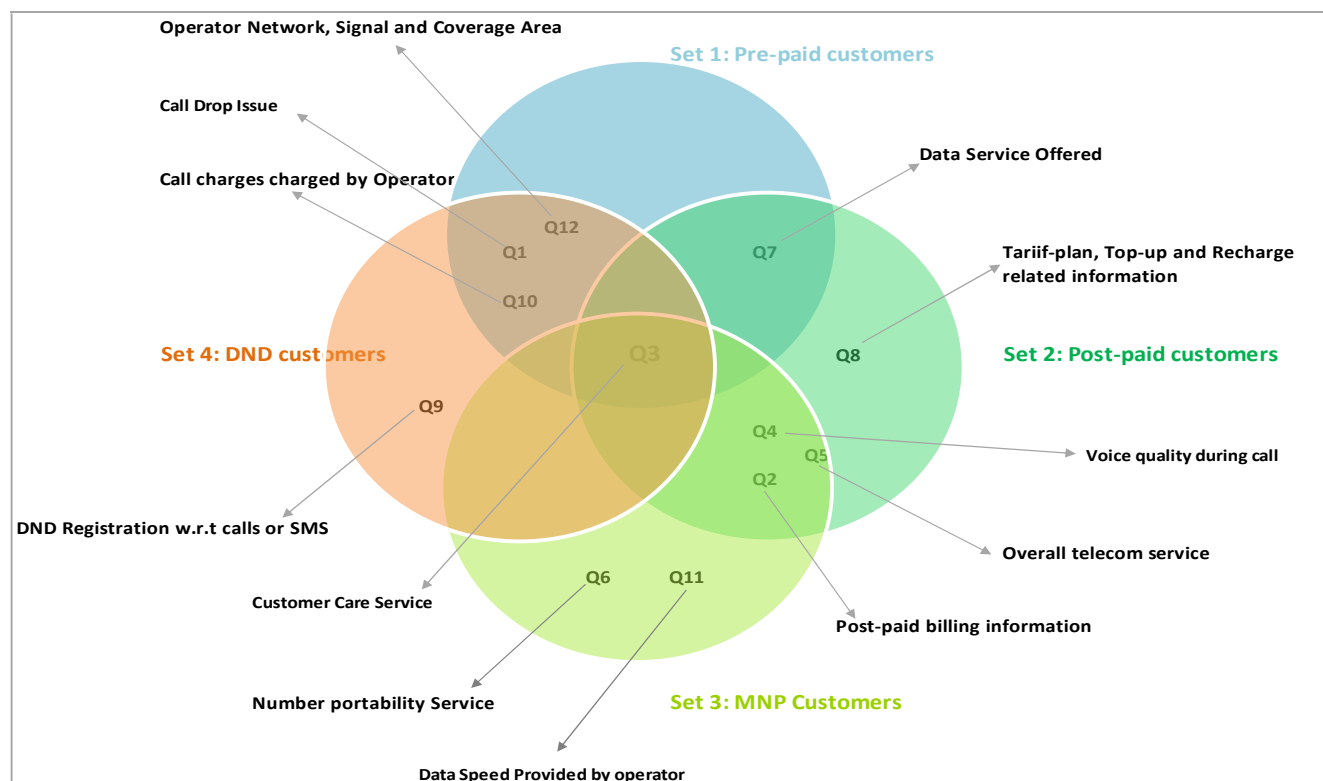 Operator Network, Signal and Coverage Area
Set 1: Pre-paid customers
Call Drop Issue
Data Service Offered
Call charges charged by Operator
Q12
Q1
Q7
Tariif-plan, Top-up and Recharge
related information
Q10
Set 4: DND customers
Q3
Q8
Set 2: Post-paid customers
Q9
Q4
Q5
Voice quality during call
Q2
DND Registration w.r.t calls or SMS
Overall telecom service
Q6
Q11
Customer Care Service
Post-paid billing information
Number portability Service
Set 3: MNP Customers
Data Speed Provided by operator